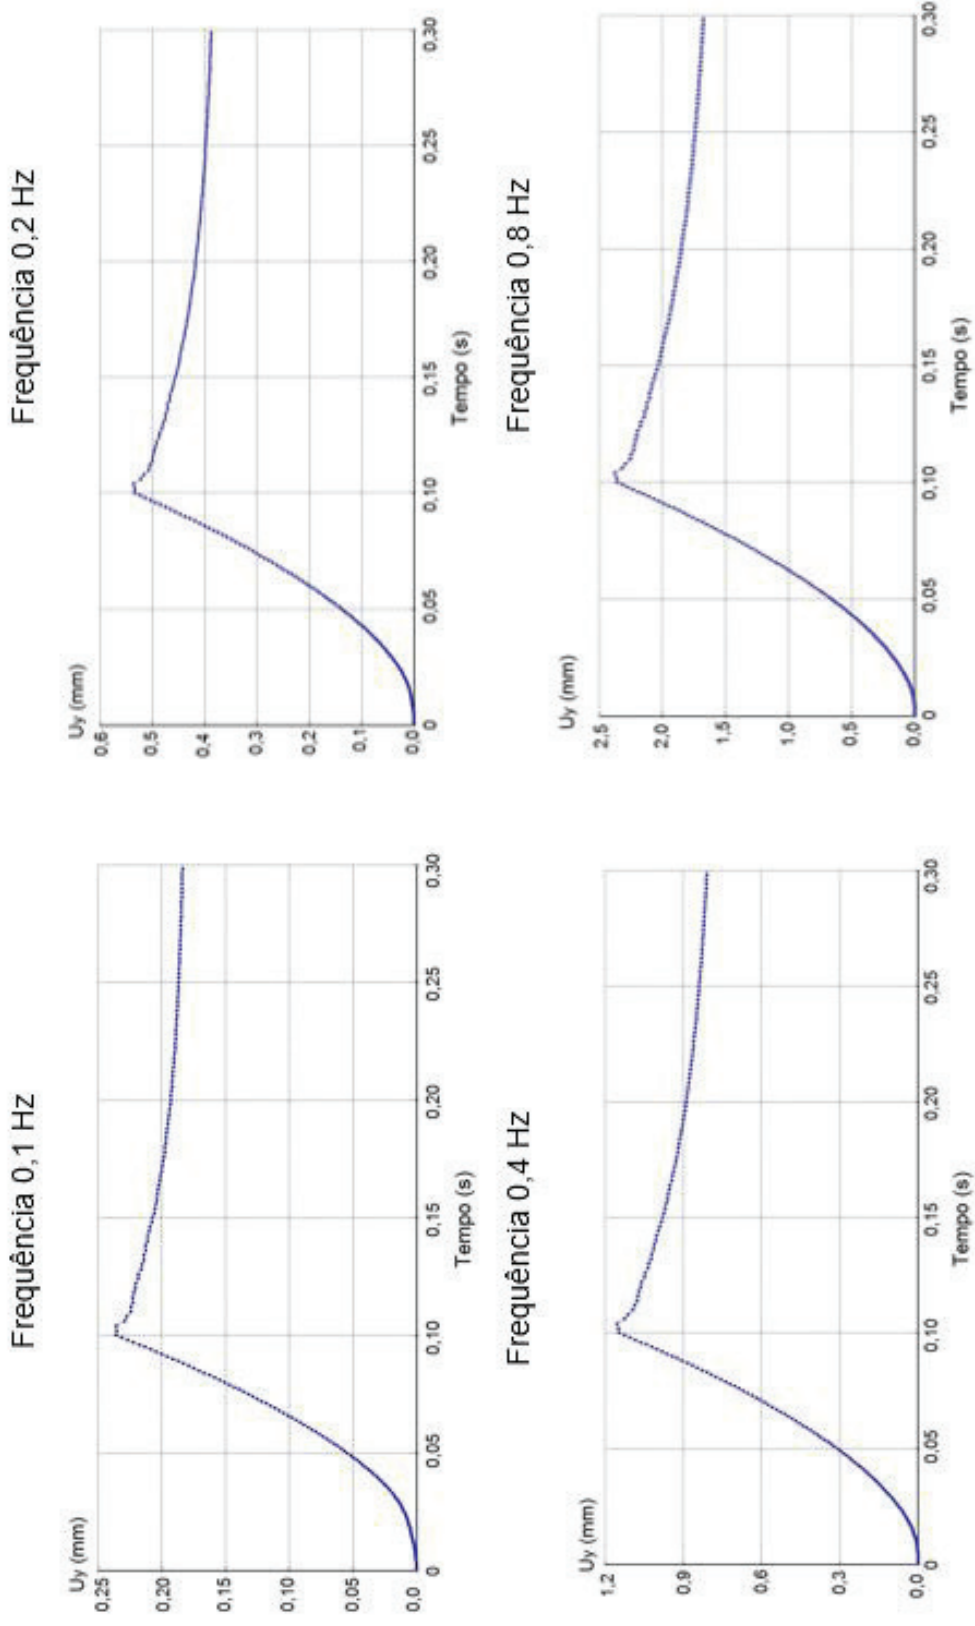 Frequência 0,1 Hz
Uy (mm)
0,25
0,20
0,15
0,10
0,05
0,0
0 0,05 0,10 0,15 0,20 0,25 0,30
Tempo (s)
Frequência 0,2 Hz
Uy (mm)
0,6
0,5
0,4
0,3
0,2
0,1
0,0
0 0,05 0,10 0,15 0,20 0,25 0,30
Tempo (s)
Frequência 0,4 Hz
Uy (mm)
1,2
0,9
0,6
0,3
0,0
0 0,05 0,10 0,15 0,20 0,25 0,30
Tempo (s)
Frequência 0,8 Hz
Uy (mm)
2,5
2,0
1,5
1,0
0,5
0,0
0 0,05 0,10 0,15 0,20 0,25 0,30
Tempo (s)